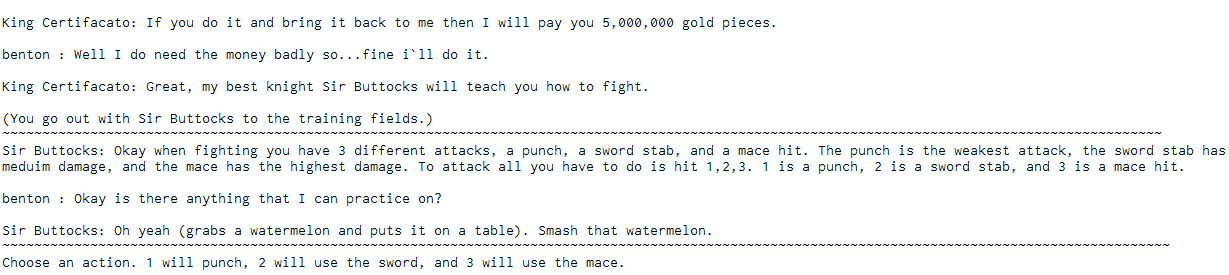 King Certifacato: If you do it and bring it back to me then I will pay you 5,000,000 gold pieces.
benton : Well I do need the money badly so...fine i`ll do it.
King Certifacato: Great, my best knight Sir Buttocks will teach you how to fight.
(You go out with Sir Buttocks to the training fields.)
~~~~~~~~~~~~~~~~~~~~~~~~~~~~~~~~~~~~~~~~~~~~~~~~~~~~~~~~~~~~~~~~~~~~~~~~~~~~~~~~~~~~~~~~~~~~~~~~~~~~~~~~~~~~~~~~~~~~~~~~~~~~~~~~~~~~~~~~~~~~~~~~~
Sir Buttocks: Okay when fighting you have 3 different attacks, a punch, a sword stab, and a mace hit. The punch is the weakest attack, the sword stab has
meduim damage, and the mace has the highest damage. To attack all you have to do is hit 1,2,3. 1 is a punch, 2 is a sword stab, and 3 is a mace hit.
benton : Okay is there anything that I can practice on?
Sir Buttocks: Oh yeah (grabs a watermelon and puts it on a table). Smash that watermelon.
~~~~~~~~~~~~~~~~~~~~~~~~~~~~~~~~~~~~~~~~~~~~~~~~~~~~~~~~~~~~~~~~~~~~~~~~~~~~~~~~~~~~~~~~~~~~~~~~~~~~~~~~~~~~~~~~~~~~~~~~~~~~~~~~~~~~~~~~~~~~~~~~~~
Choose an action. 1 will punch, 2 will use the sword, and 3 will use the mace.